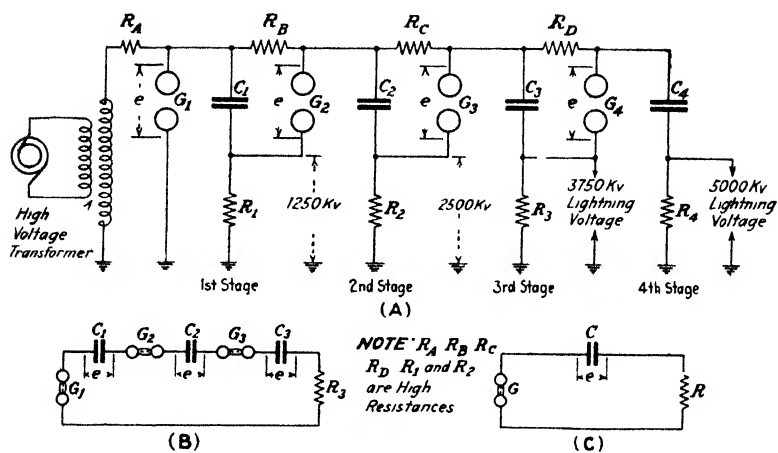 R_A R_B R_C R_D
e G_1 C_1 e G_2 C_2 e G_3 C_3 e G_4 C_4
High
Voltage
Transformer
R_1 1250 Kv R_2 2500 Kv R_3
3750 Kv
Lightning
Voltage
R_4
5000 Kv
Lightning
Voltage
1st Stage 2nd Stage 3rd Stage 4th Stage
(A)
C_1 G_2 C_2 G_3 C_3
e e e
G_1 R_3
(B)
NOTE: R_A R_B R_C
R_D R_1 and R_2
are High
Resistances
C
e
G R
(C)